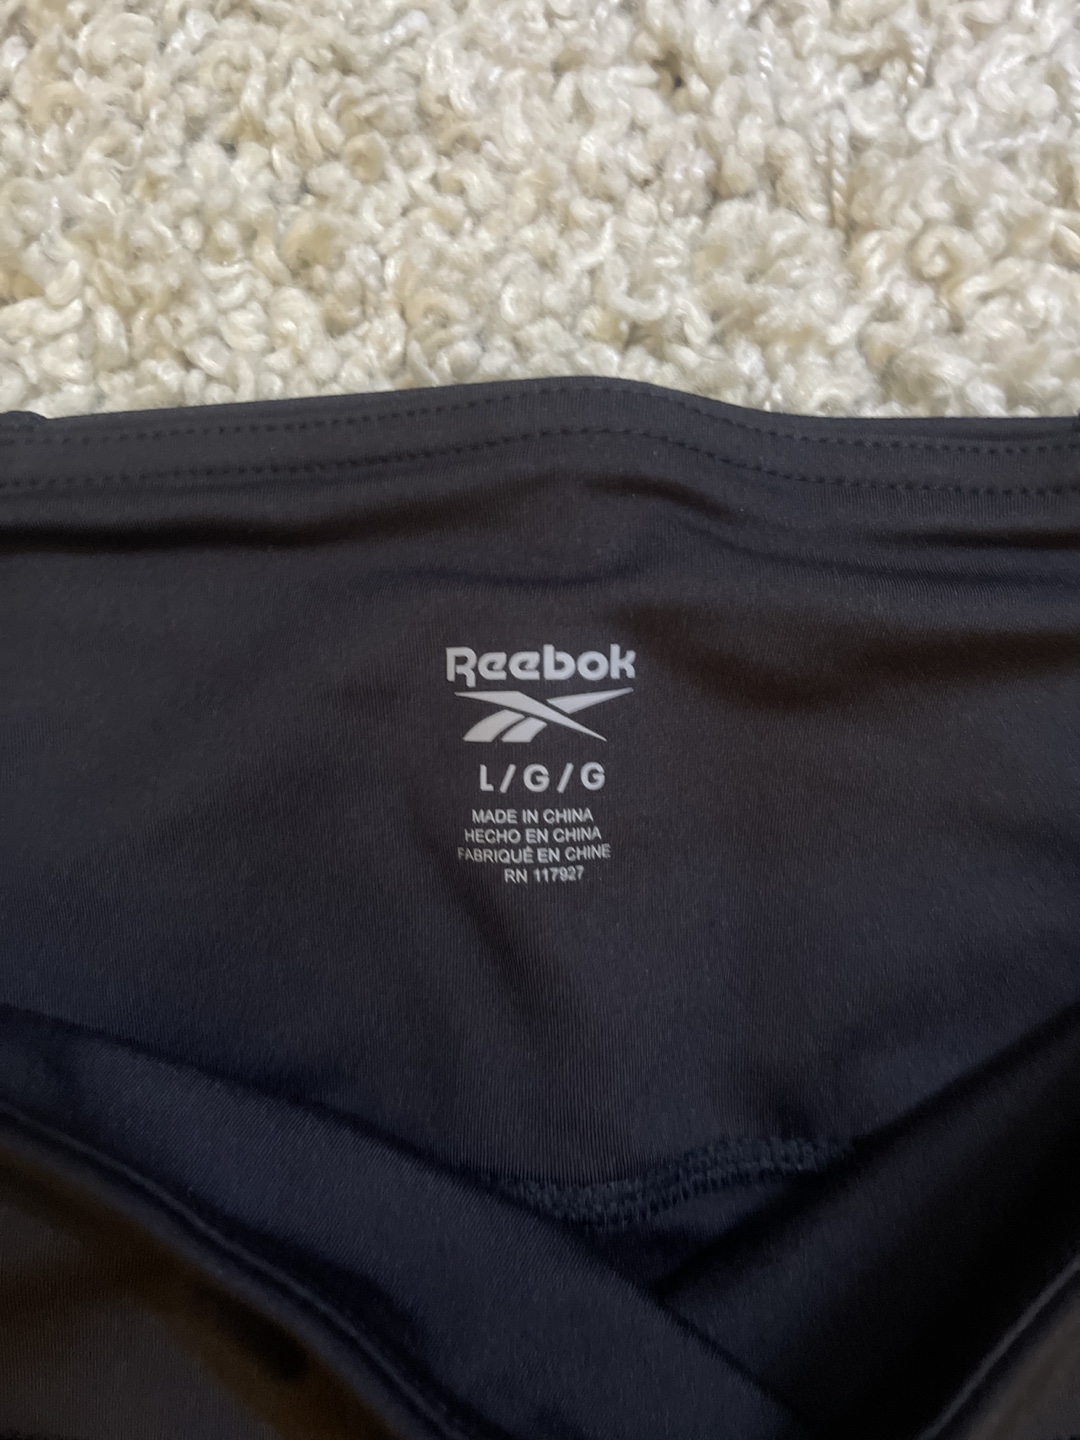 Reebok
L/G/G
MADE IN CHINA
HECHO EN CHINA
FABRIQUÉ EN CHINE
RN 117927